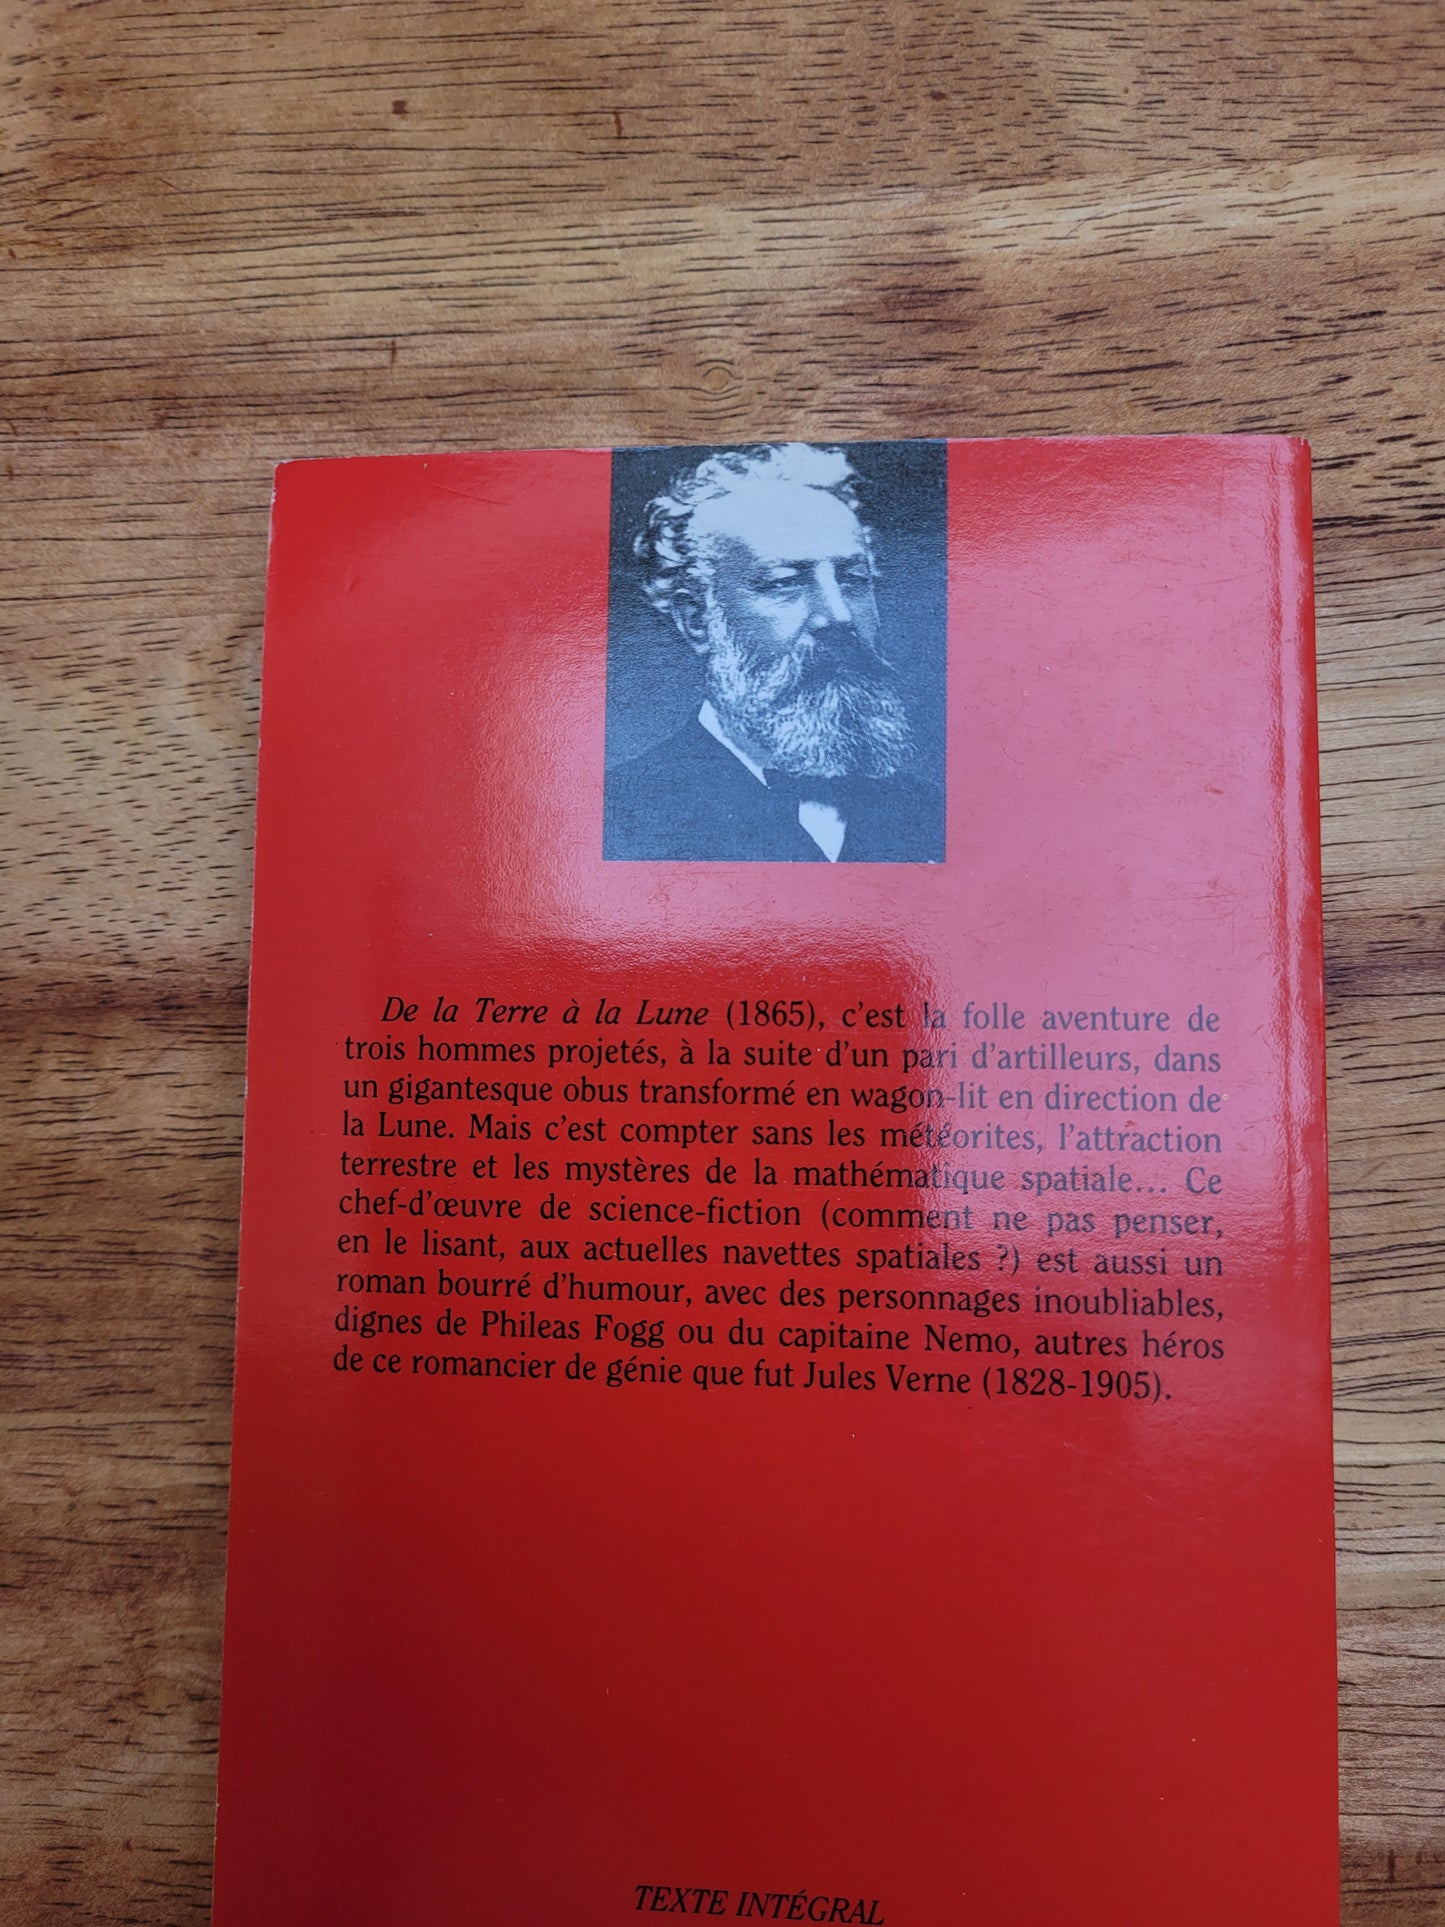 De la Terre à la Lune (1865), c'est la folle aventure de
trois hommes projetés, à la suite d'un pari d'artilleurs, dans
un gigantesque obus transformé en wagon-lit en direction de
la Lune. Mais c'est compter sans les météorites, l'attraction
terrestre et les mystères de la mathématique spatiale... Ce
chef-d'œuvre de science-fiction (comment ne pas penser,
en le lisant, aux actuelles navettes spatiales ?) est aussi un
roman bourré d'humour, avec des personnages inoubliables,
dignes de Phileas Fogg ou du capitaine Nemo, autres héros
de ce romancier de génie que fut Jules Verne (1828-1905).
TEXTE INTÉGRAL